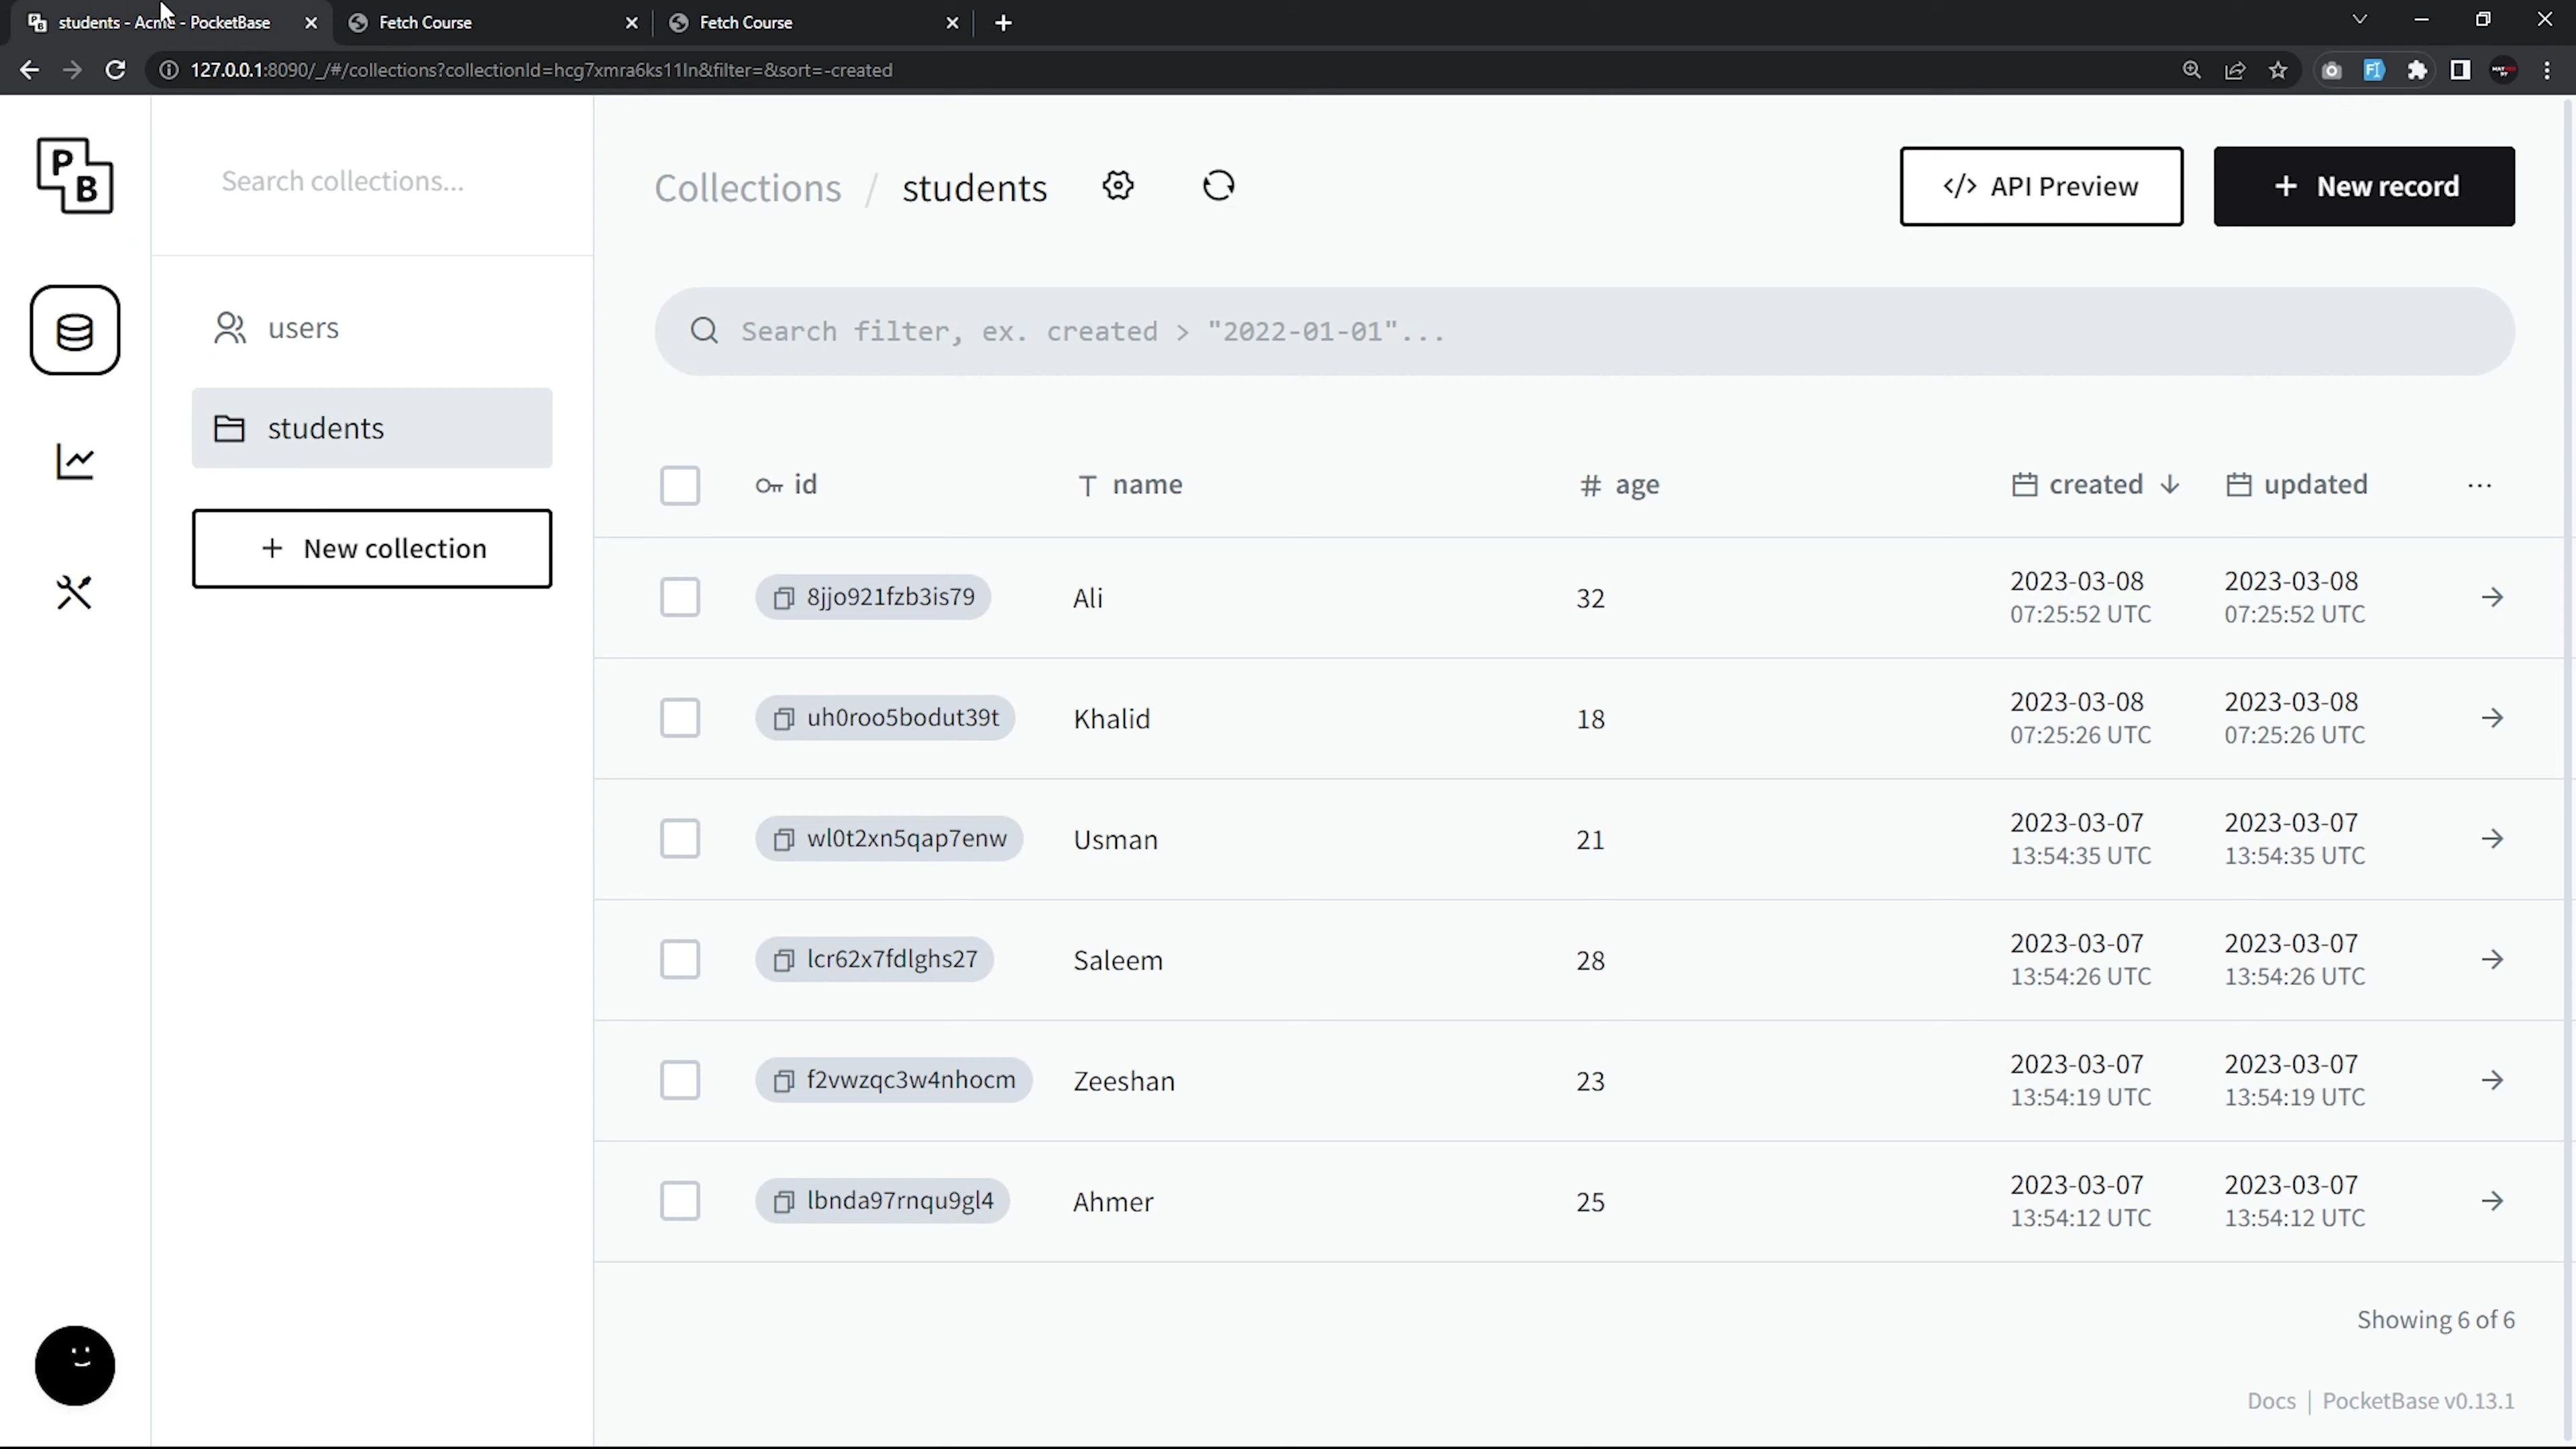 students - Acme - PocketBase
Fetch Course
Fetch Course
127.0.0.1:8090/_/#/collections?collectionId=hcg7xmra6ks11ln&filter=&sort=-created
P
B
Search collections...
users
students
+ New collection
Collections / students
</> API Preview
+ New record
Search filter, ex. created > "2022-01-01"...
id
T name
# age
created
updated
8jjo921fzb3is79 Ali 32 2023-03-08 2023-03-08
07:25:52 UTC 07:25:52 UTC
uh0roo5bodut39t Khalid 18 2023-03-08 2023-03-08
07:25:26 UTC 07:25:26 UTC
wl0t2xn5qap7enw Usman 21 2023-03-07 2023-03-07
13:54:35 UTC 13:54:35 UTC
lcr62x7fdlghs27 Saleem 28 2023-03-07 2023-03-07
13:54:26 UTC 13:54:26 UTC
f2vwzqc3w4nhocm Zeeshan 23 2023-03-07 2023-03-07
13:54:19 UTC 13:54:19 UTC
lbnda97rnqu9gl4 Ahmer 25 2023-03-07 2023-03-07
13:54:12 UTC 13:54:12 UTC
Showing 6 of 6
Docs | PocketBase v0.13.1